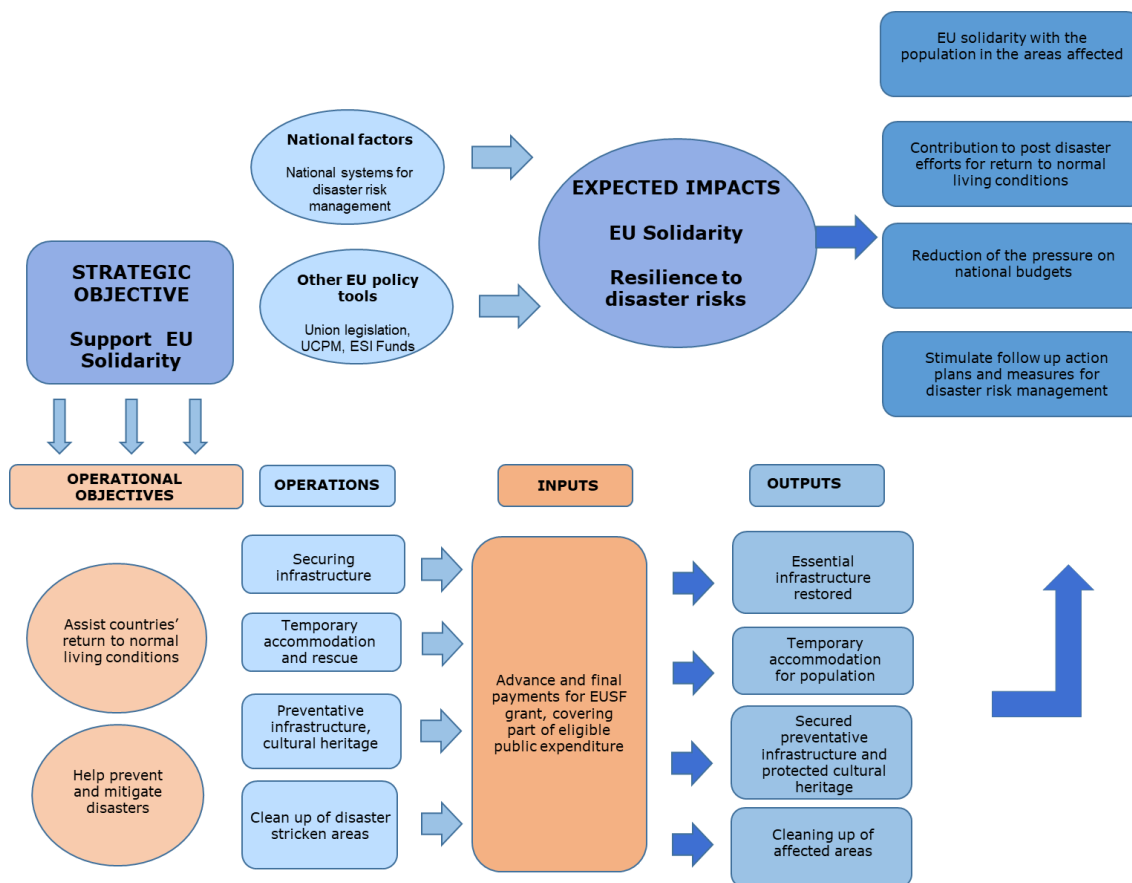 EU solidarity with the
population in the areas affected
National factors
National systems for
disaster risk
management
Contribution to post disaster
efforts for return to normal
living conditions
EXPECTED IMPACTS
EU Solidarity
Resilience to
disaster risks
STRATEGIC
OBJECTIVE
Support EU
Solidarity
Other EU policy
tools
Union legislation,
UCPM, ESI Funds
Reduction of the pressure on
national budgets
Stimulate follow up action
plans and measures for
disaster risk management
OPERATIONAL
OBJECTIVES
OPERATIONS
INPUTS
OUTPUTS
Assist countries’
return to normal
living conditions
Help prevent
and mitigate
disasters
Securing
infrastructure
Temporary
accommodation
and rescue
Preventative
infrastructure,
cultural heritage
Clean up of disaster
stricken areas
Advance and final
payments for EUSF
grant, covering
part of eligible
public expenditure
Essential
infrastructure
restored
Temporary
accommodation
for population
Secured
preventative
infrastructure and
protected cultural
heritage
Cleaning up of
affected areas